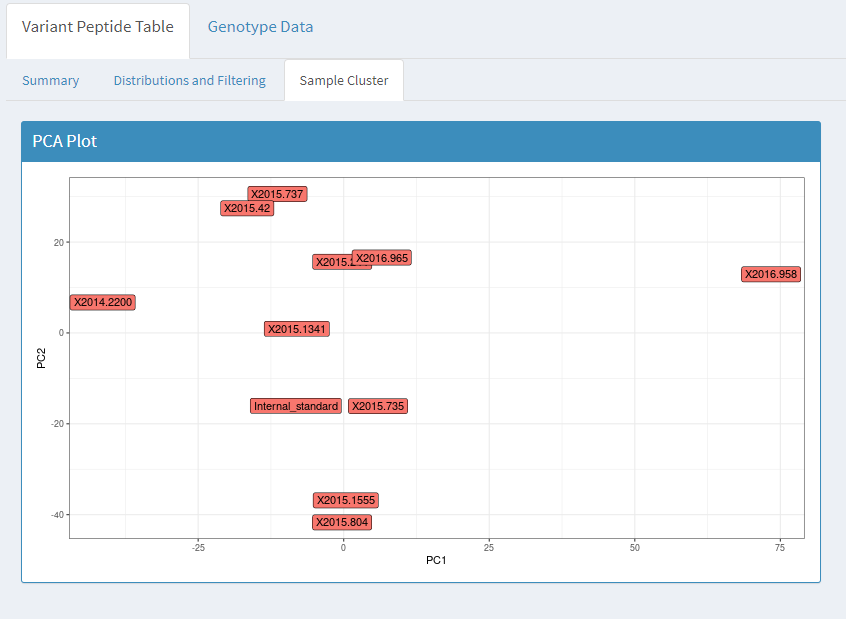 Variant Peptide Table
Genotype Data
Summary
Distributions and Filtering
Sample Cluster
PCA Plot
X2015.737
X2015.42
20
X2016.965
X2016.958
X2014.2200
0
X2015.1341
PC2
Internal_standard
X2015.735
-20
X2015.1555
-40
X2015.804
-25
0
25
50
75
PC1